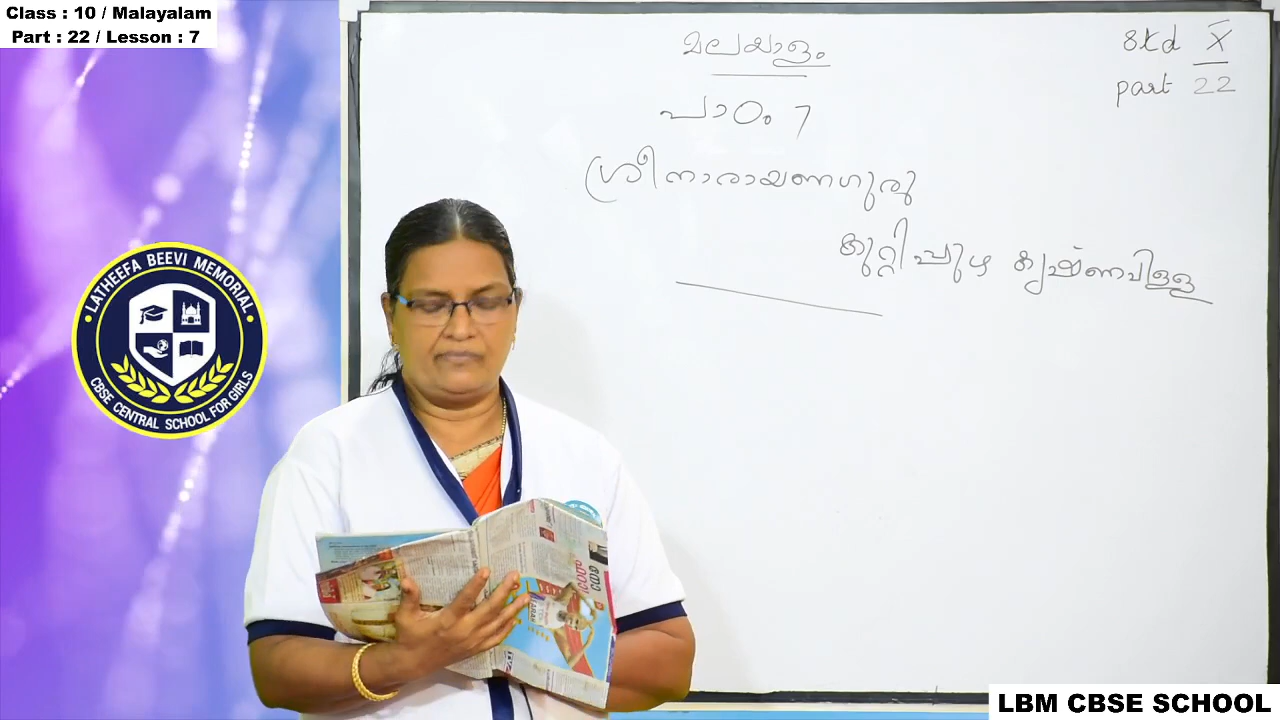 Class : 10 / Malayalam
Part : 22 / Lesson : 7
മലയാളം
Std X
part 22
പാഠം 7
ശ്രീനാരായണഗുരു
കുറ്റിപ്പുഴ കൃഷ്ണപിള്ള
LATHEEFA BEEVI MEMORIAL
CBSE CENTRAL SCHOOL FOR GIRLS
LBM CBSE SCHOOL